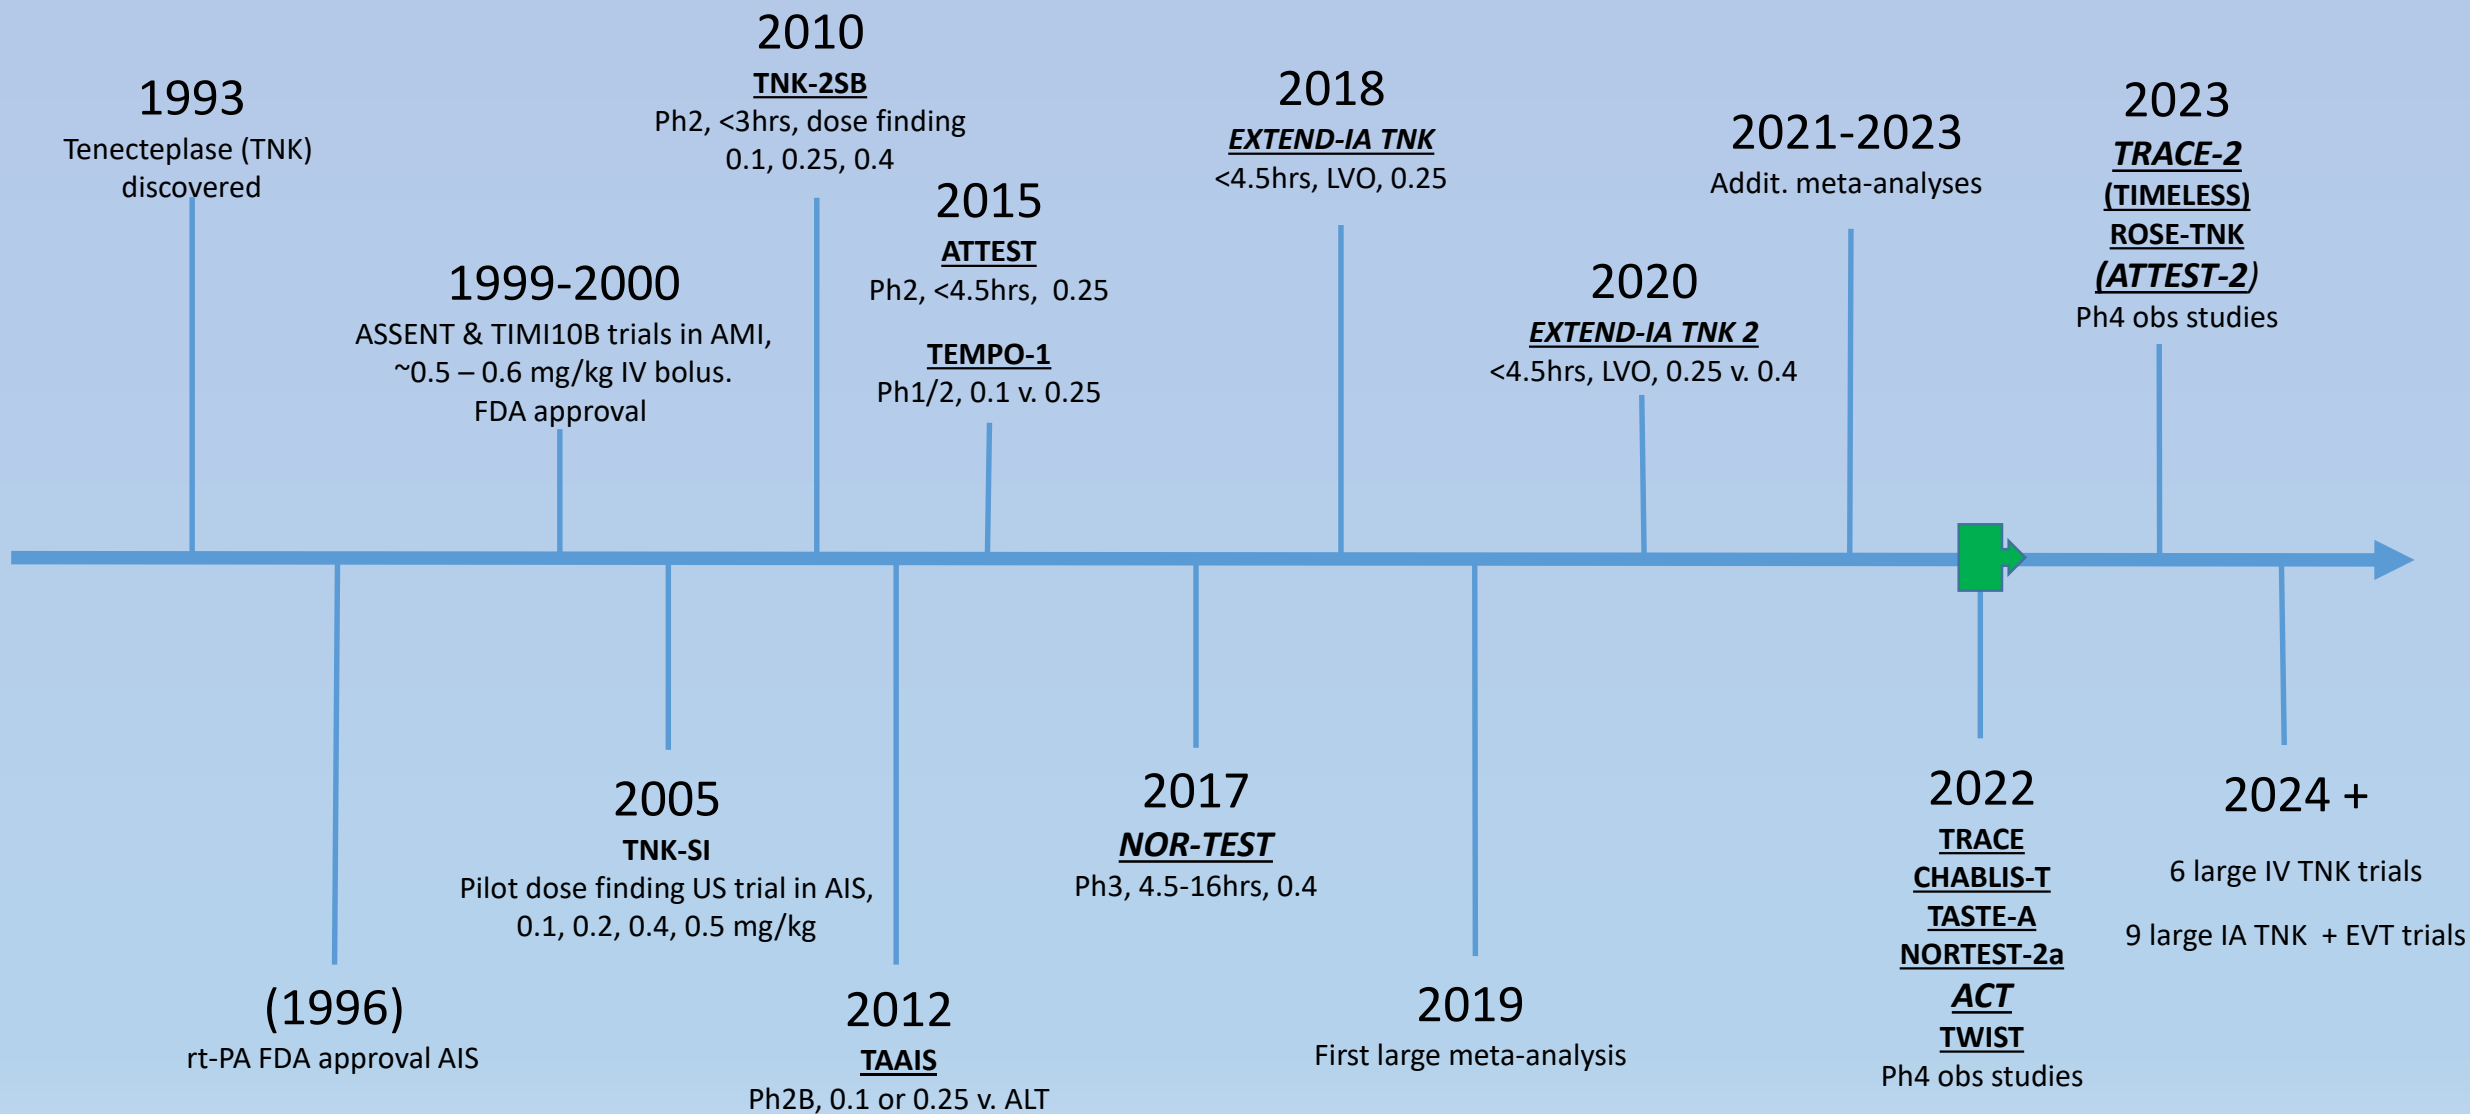 1993
Tenecteplase (TNK)
discovered
(1996)
rt-PA FDA approval AIS
1999-2000
ASSENT & TIMI10B trials in AMI,
~0.5 – 0.6 mg/kg IV bolus.
FDA approval
2005
TNK-SI
Pilot dose finding US trial in AIS,
0.1, 0.2, 0.4, 0.5 mg/kg
2010
TNK-2SB
Ph2, <3hrs, dose finding
0.1, 0.25, 0.4
2012
TAAIS
Ph2B, 0.1 or 0.25 v. ALT
2015
ATTEST
Ph2, <4.5hrs, 0.25
TEMPO-1
Ph1/2, 0.1 v. 0.25
2017
NOR-TEST
Ph3, 4.5-16hrs, 0.4
2018
EXTEND-IA TNK
<4.5hrs, LVO, 0.25
2019
First large meta-analysis
2020
EXTEND-IA TNK 2
<4.5hrs, LVO, 0.25 v. 0.4
2021-2023
Addit. meta-analyses
2022
TRACE
CHABLIS-T
TASTE-A
NORTEST-2a
ACT
TWIST
Ph4 obs studies
2023
TRACE-2
(TIMELESS)
ROSE-TNK
(ATTEST-2)
Ph4 obs studies
2024 +
6 large IV TNK trials
9 large IA TNK + EVT trials